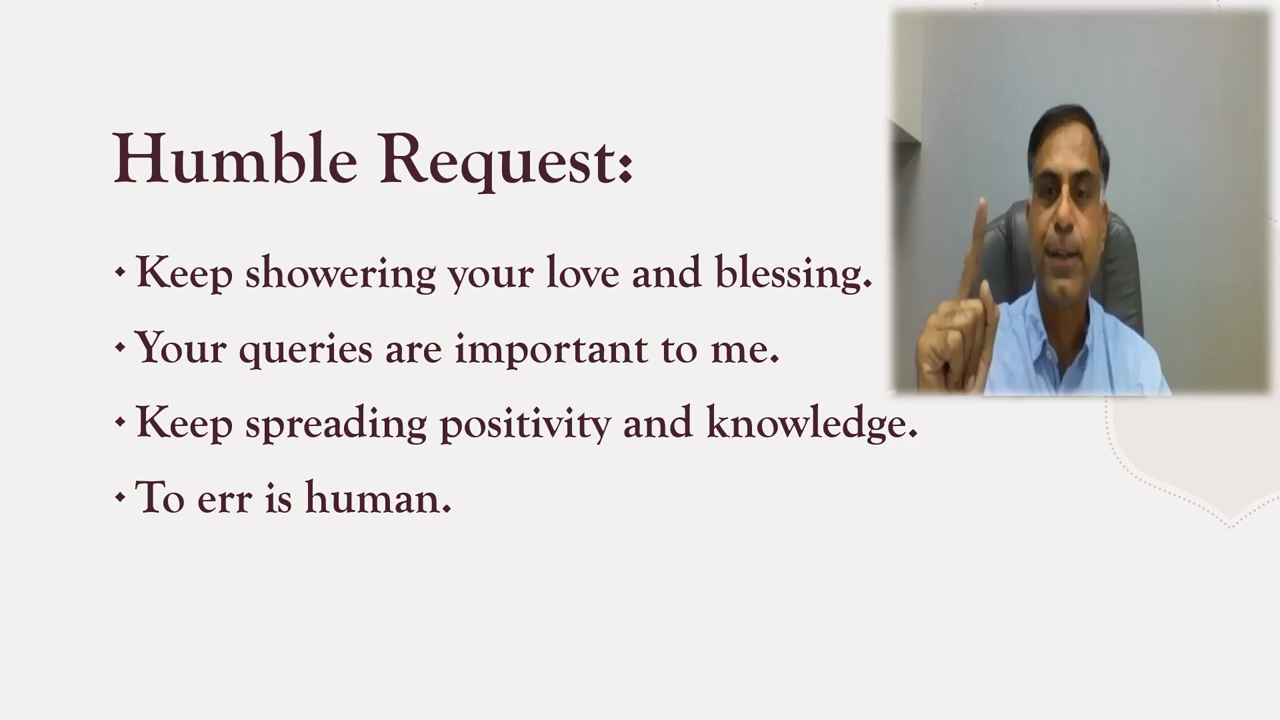 Humble Request:
• Keep showering your love and blessing.
• Your queries are important to me.
• Keep spreading positivity and knowledge.
• To err is human.